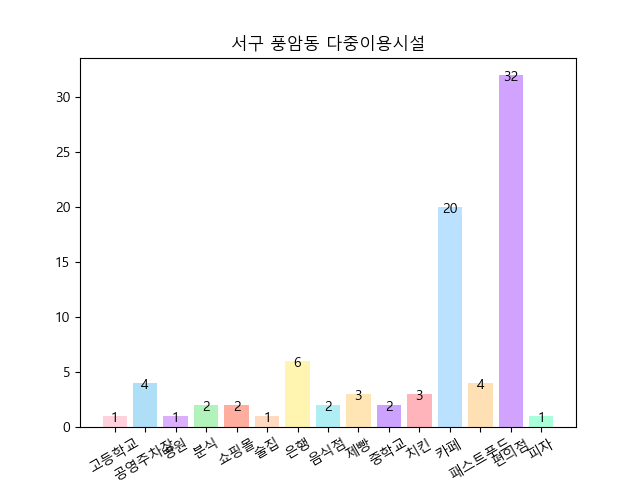 서구 풍암동 다중이용시설
30
25
20
15
10
5
0
1
4
1
2
2
1
6
2
3
2
3
20
4
32
1
고등학교
공영주차장
공원
분식
쇼핑몰
술집
은행
음식점
제빵
중학교
치킨
카페
패스트푸드
편의점
피자